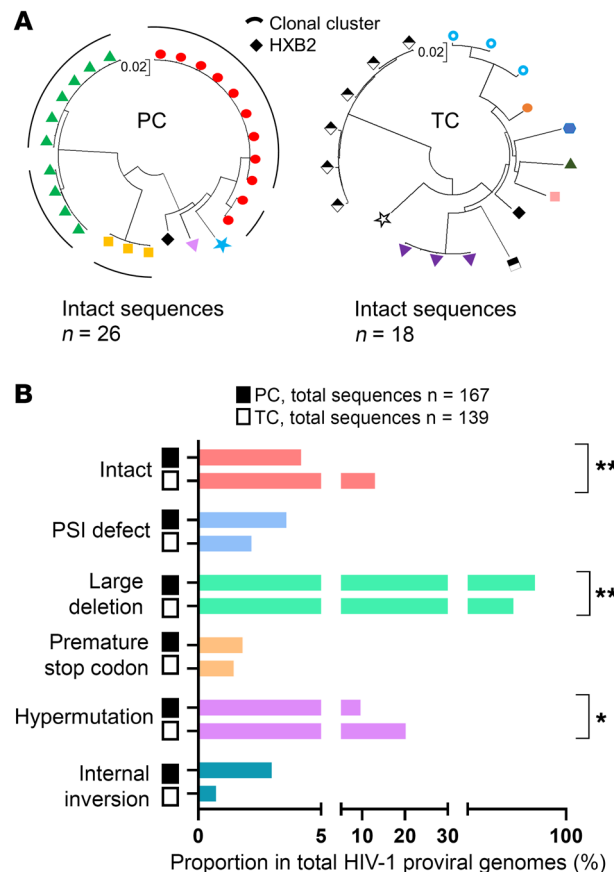 A
Clonal cluster
HXB2
0.02
PC
0.02
TC
Intact sequences
n = 26
Intact sequences
n = 18
B
PC, total sequences n = 167
TC, total sequences n = 139
Intact
**
PSI defect
Large
deletion
**
Premature
stop codon
Hypermutation
*
Internal
inversion
0 5 10 20 30 100
Proportion in total HIV-1 proviral genomes (%)